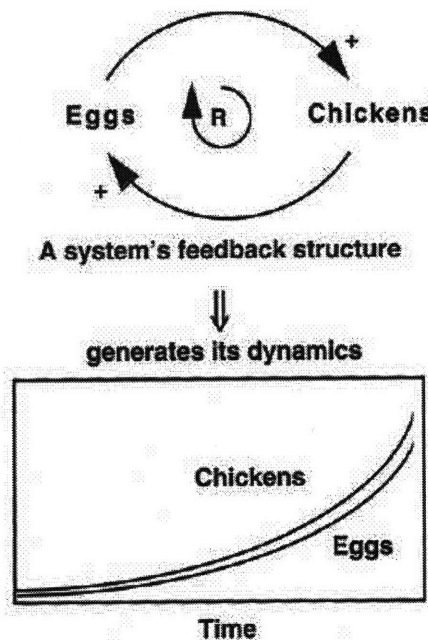 +
Eggs R Chickens
+
A system's feedback structure
⇓
generates its dynamics
Chickens
Eggs
Time